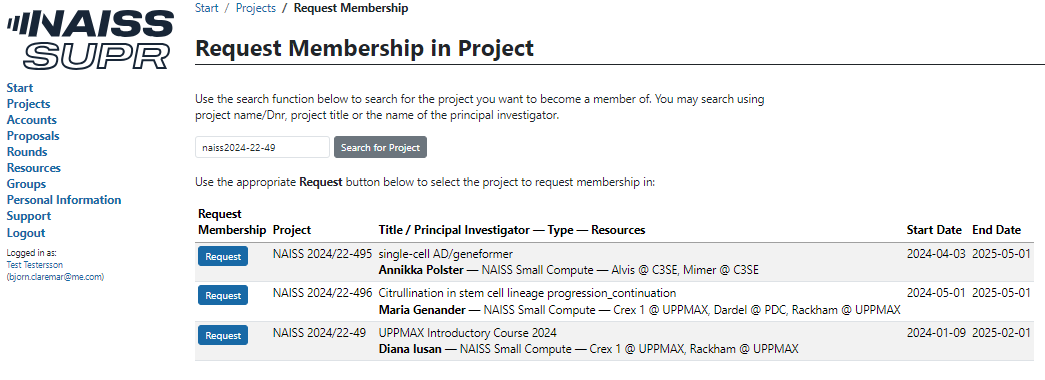 NAISS
SUPR
Start / Projects / Request Membership
Request Membership in Project
Start
Projects
Accounts
Proposals
Rounds
Resources
Groups
Personal Information
Support
Logout
Logged in as:
Test Testersson
(bjorn.claremar@me.com)
Use the search function below to search for the project you want to become a member of. You may search using
project name/Dnr, project title or the name of the principal investigator.
naiss2024-22-49 Search for Project
Use the appropriate Request button below to select the project to request membership in:
Request
Membership Project Title / Principal Investigator — Type — Resources Start Date End Date
Request NAISS 2024/22-495 single-cell AD/geneformer 2024-04-03 2025-05-01
Annikka Polster — NAISS Small Compute — Alvis @ C3SE, Mimer @ C3SE
Request NAISS 2024/22-496 Citrullination in stem cell lineage progression_continuation 2024-05-01 2025-05-01
Maria Genander — NAISS Small Compute — Crex 1 @ UPPMAX, Dardel @ PDC, Rackham @ UPPMAX
Request NAISS 2024/22-49 UPPMAX Introductory Course 2024 2024-01-09 2025-02-01
Diana Iusan — NAISS Small Compute — Crex 1 @ UPPMAX, Rackham @ UPPMAX